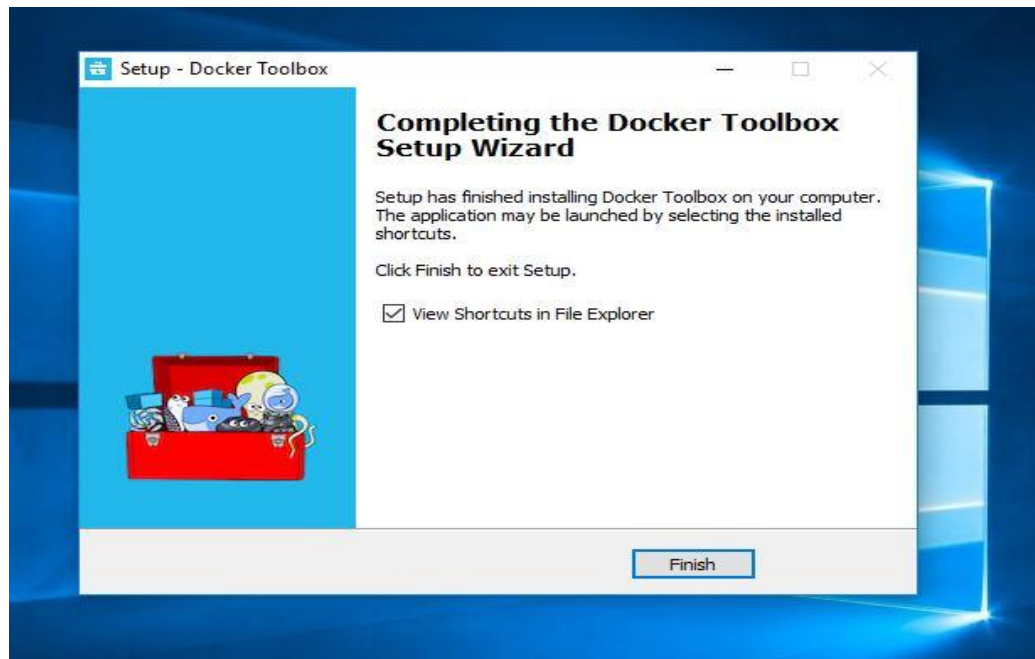 Setup - Docker Toolbox
Completing the Docker Toolbox
Setup Wizard
Setup has finished installing Docker Toolbox on your computer.
The application may be launched by selecting the installed
shortcuts.
Click Finish to exit Setup.
View Shortcuts in File Explorer
Finish